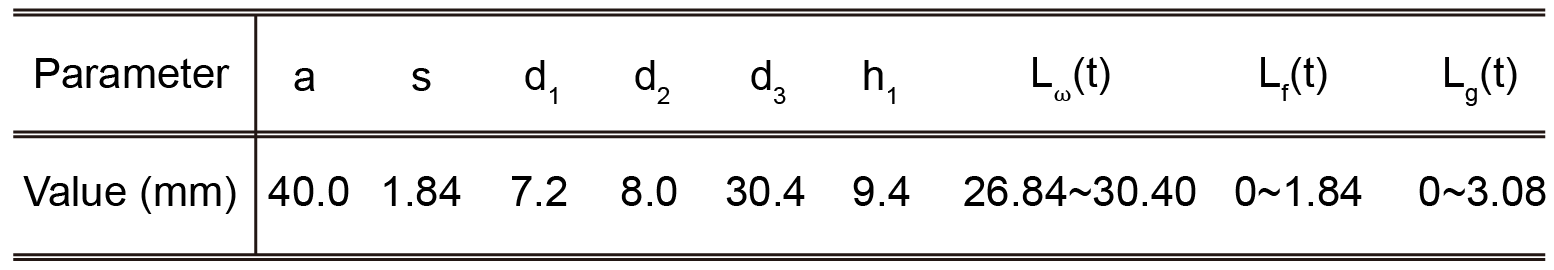 Parameter a s d₁ d₂ d₃ h₁ Lω(t) Lf(t) Lg(t)
Value (mm) 40.0 1.84 7.2 8.0 30.4 9.4 26.84~30.40 0~1.84 0~3.08